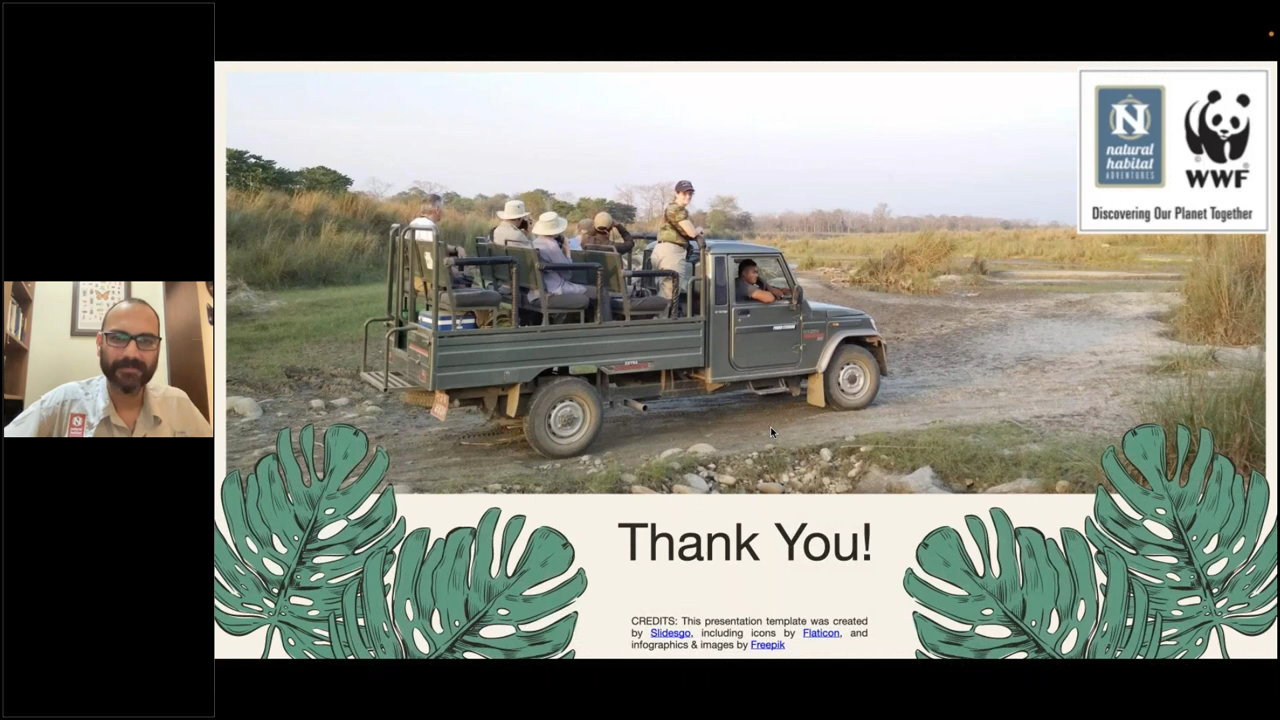 N
natural
habitat
ADVENTURES
WWF
Discovering Our Planet Together
Thank You!
CREDITS: This presentation template was created
by Slidesgo, including icons by Flaticon, and
infographics & images by Freepik